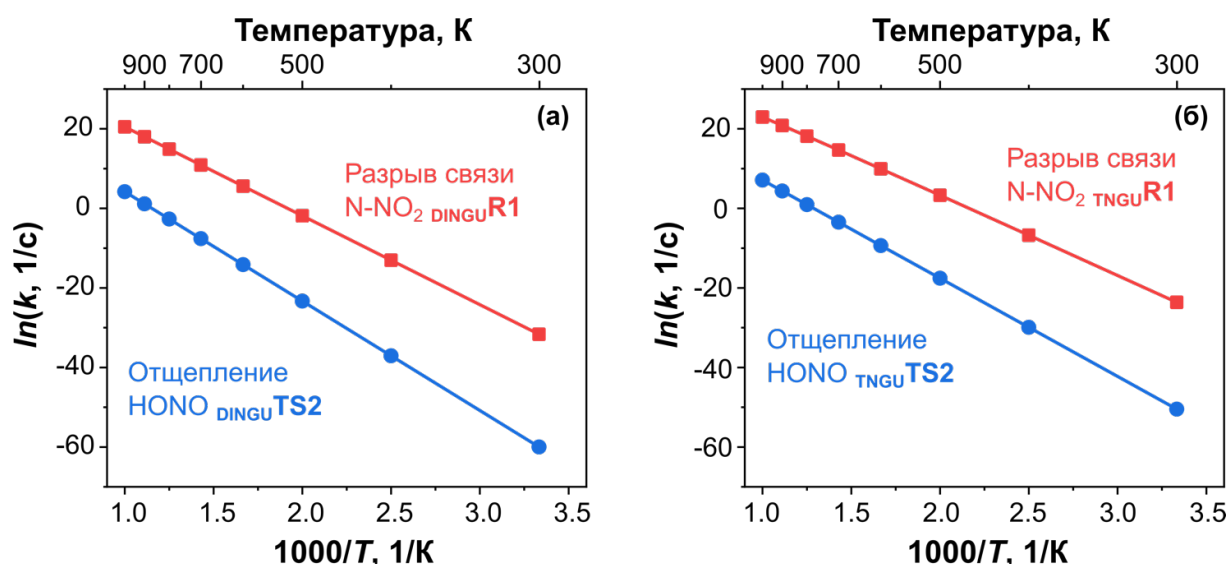 Температура, К
900 700 500 300
(а)
20
0
-20
-40
-60
ln(k, 1/с)
Разрыв связи
N-NO₂ DINGUR1
Отщепление
HONO DINGUTS2
1.0 1.5 2.0 2.5 3.0 3.5
1000/T, 1/К
Температура, К
900 700 500 300
(б)
20
0
-20
-40
-60
ln(k, 1/с)
Разрыв связи
N-NO₂ TNGUR1
Отщепление
HONO TNGUTS2
1.0 1.5 2.0 2.5 3.0 3.5
1000/T, 1/К